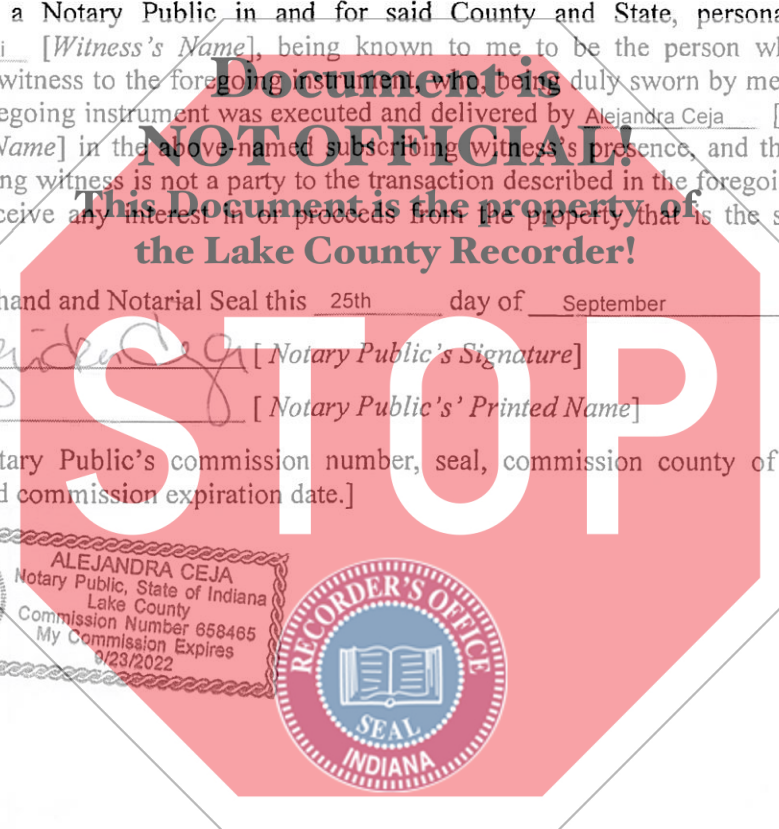 a Notary Public in and for said County and State, persona
i [Witness's Name], being known to me to be the person wh
witness to the foregoing instrument, who, being duly sworn by me
egoing instrument was executed and delivered by Alejandra Ceja [
Name] in the above-named subscribing witness's presence, and th
ng witness is not a party to the transaction described in the foregoi
ceive any interest in or proceeds from the property that is the s
Document is
NOT OFFICIAL!
This Document is the property of
the Lake County Recorder!
hand and Notarial Seal this 25th day of September
[ Notary Public's Signature]
[ Notary Public's' Printed Name]
tary Public's commission number, seal, commission county of
d commission expiration date.]
STOP
ALEJANDRA CEJA
Notary Public, State of Indiana
Lake County
Commission Number 658465
My Commission Expires
9/23/2022
RECORDER'S OFFICE
SEAL
INDIANA